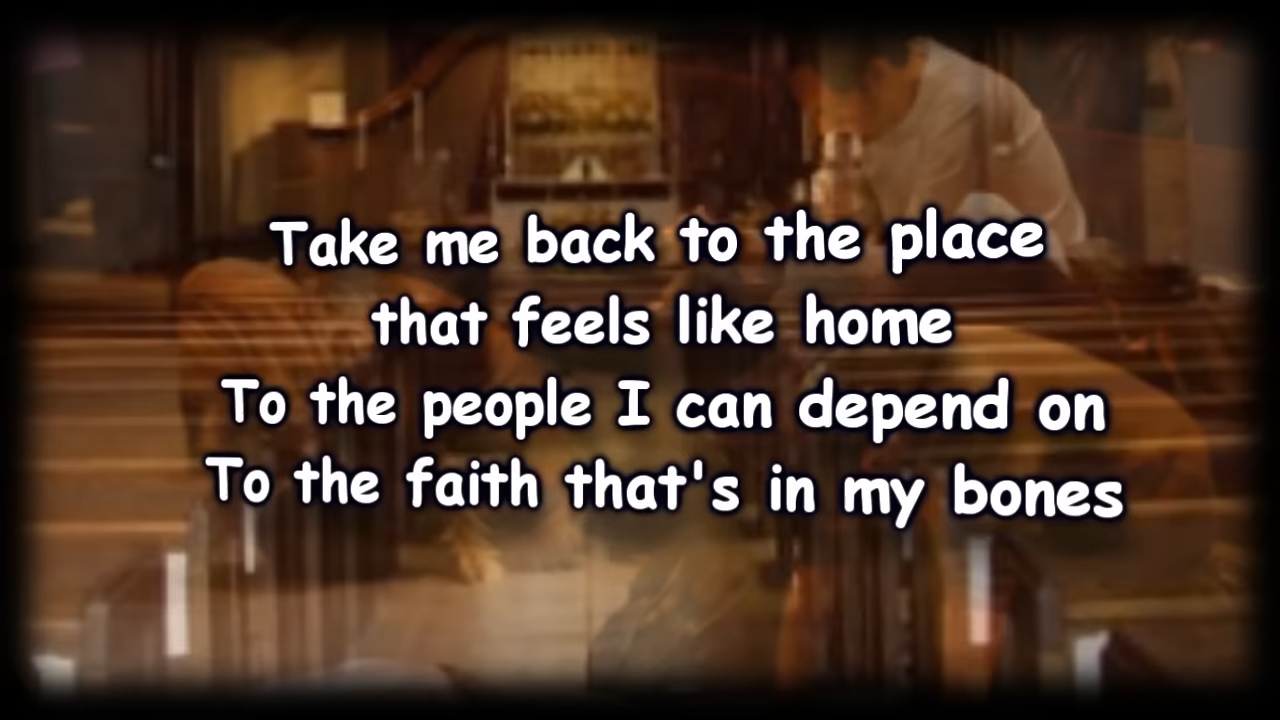 Take me back to the place
that feels like home
To the people I can depend on
To the faith that's in my bones